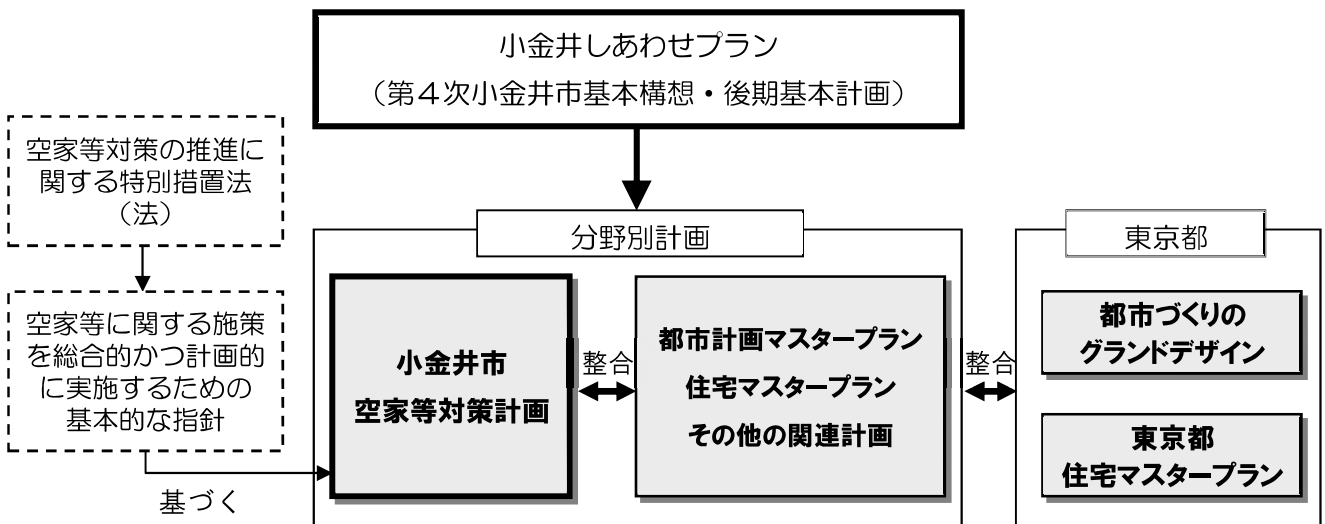 小金井しあわせプラン
（第４次小金井市基本構想・後期基本計画）
空家等対策の推進に
関する特別措置法
（法）
空家等に関する施策
を総合的かつ計画的
に実施するための
基本的な指針
基づく
分野別計画
小金井市
空家等対策計画
整合
都市計画マスタープラン
住宅マスタープラン
その他の関連計画
整合
東京都
都市づくりの
グランドデザイン
東京都
住宅マスタープラン